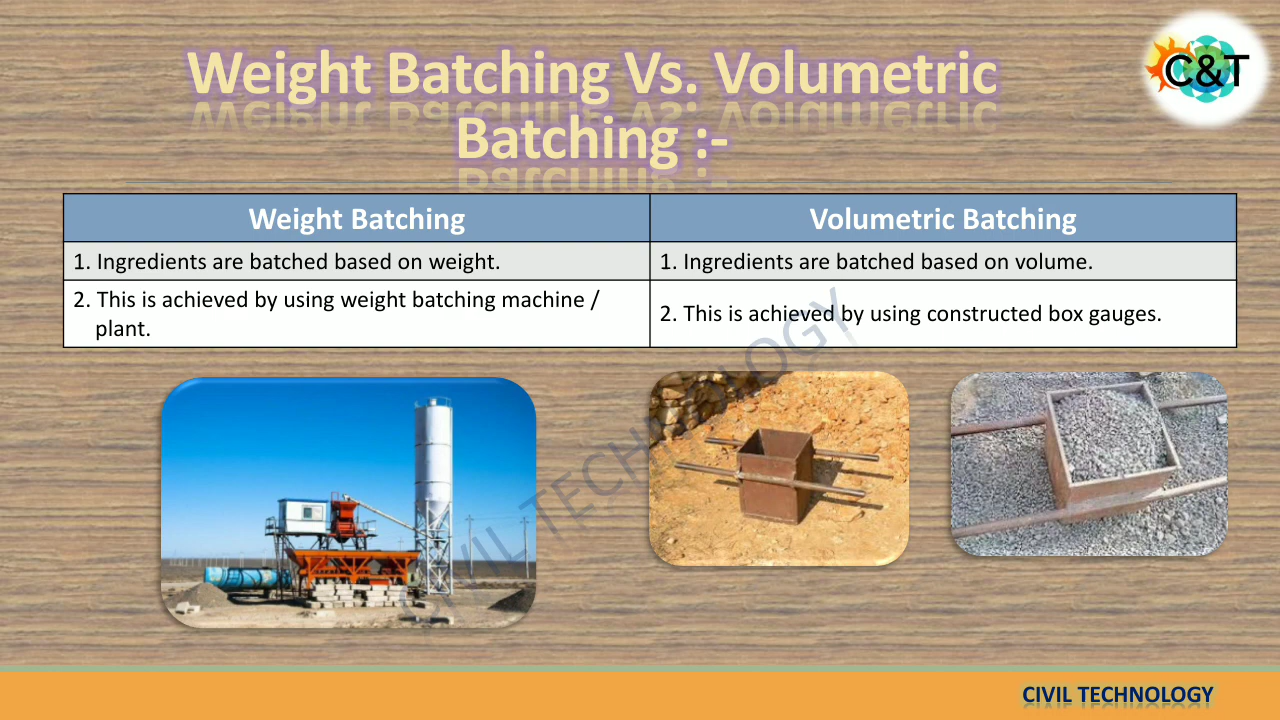 C&T
Weight Batching Vs. Volumetric
Batching :-
Weight Batching
Volumetric Batching
1. Ingredients are batched based on weight.
1. Ingredients are batched based on volume.
2. This is achieved by using weight batching machine /
plant.
2. This is achieved by using constructed box gauges.
CIVIL TECHNOLOGY
CIVIL TECHNOLOGY